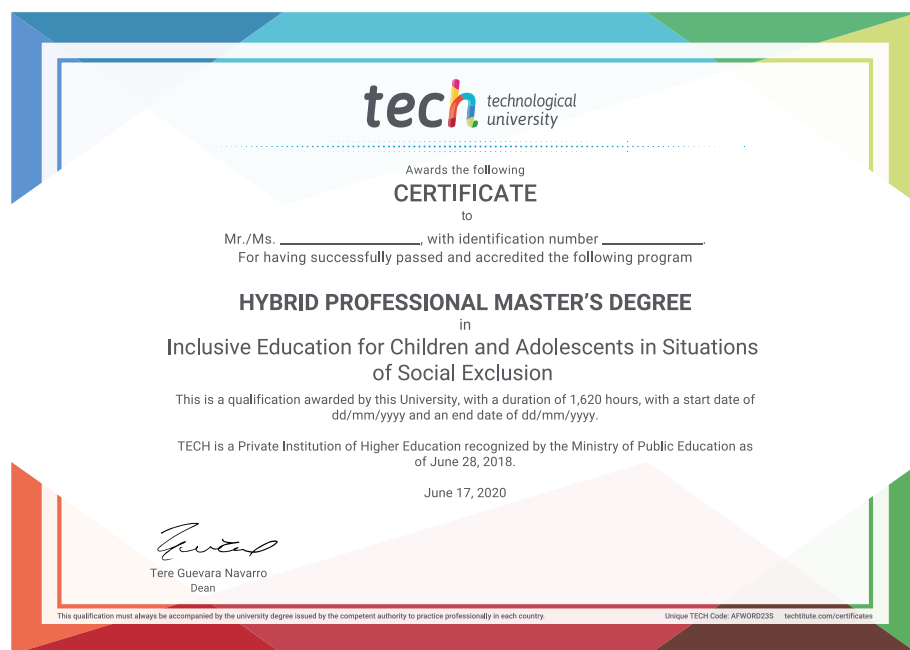 tech technological
university
Awards the following
CERTIFICATE
to
Mr./Ms. ____________________, with identification number ______________.
For having successfully passed and accredited the following program
HYBRID PROFESSIONAL MASTER'S DEGREE
in
Inclusive Education for Children and Adolescents in Situations
of Social Exclusion
This is a qualification awarded by this University, with a duration of 1,620 hours, with a start date of
dd/mm/yyyy and an end date of dd/mm/yyyy.
TECH is a Private Institution of Higher Education recognized by the Ministry of Public Education as
of June 28, 2018.
June 17, 2020
Tere Guevara Navarro
Dean
This qualification must always be accompanied by the university degree issued by the competent authority to practice professionally in each country. Unique TECH Code: AFWORD23S techtitute.com/certificates